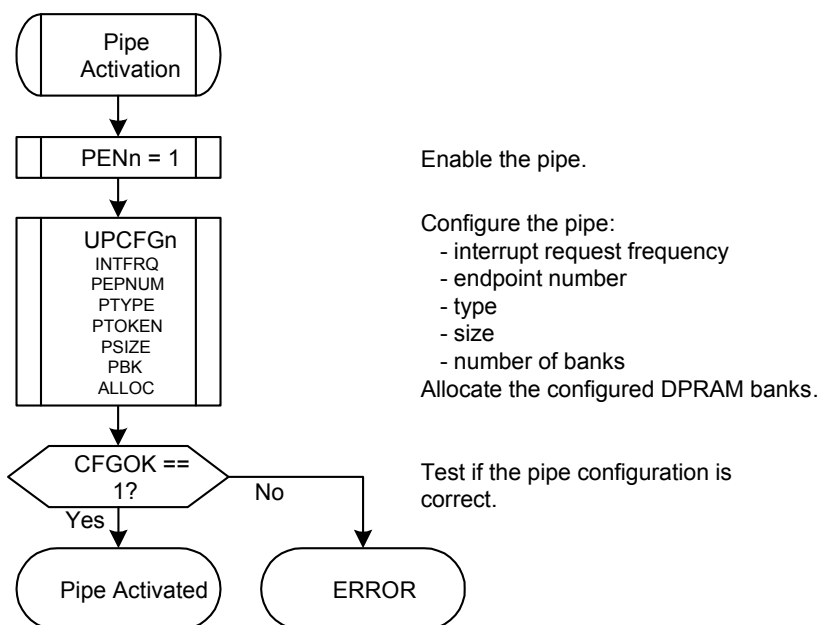 Pipe
Activation
PENn = 1
Enable the pipe.
UPCFGn
INTFRQ
PEPNUM
PTYPE
PTOKEN
PSIZE
PBK
ALLOC
Configure the pipe:
- interrupt request frequency
- endpoint number
- type
- size
- number of banks
Allocate the configured DPRAM banks.
CFGOK ==
1?
Test if the pipe configuration is
correct.
No
Yes
Pipe Activated
ERROR